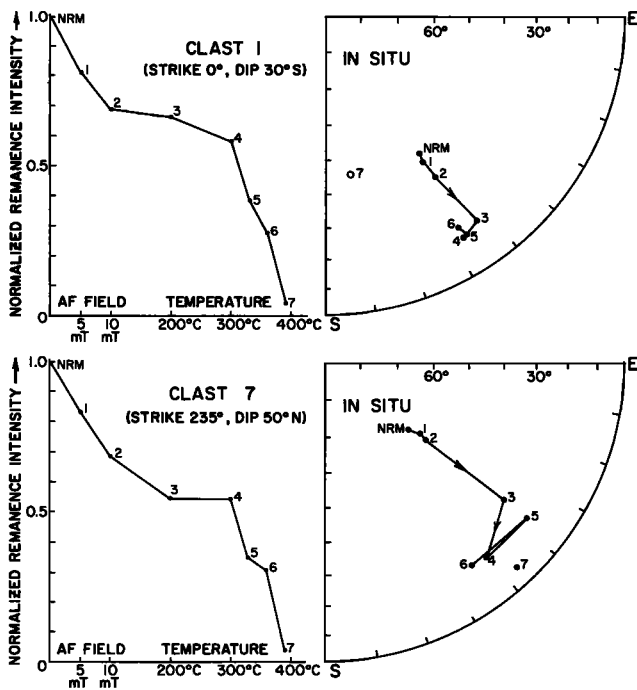 NORMALIZED REMANENCE INTENSITY
1.0
0.5
0
NRM
1
2
3
4
5
6
7
CLAST 1
(STRIKE 0°, DIP 30°S)
AF FIELD TEMPERATURE
5 mT
10 mT
200°C
300°C
400°C
60° 30° E
IN SITU
NRM
1
2
3
4
5
6
7
S
NORMALIZED REMANENCE INTENSITY
1.0
0.5
0
NRM
1
2
3
4
5
6
7
CLAST 7
(STRIKE 235°, DIP 50°N)
AF FIELD TEMPERATURE
5 mT
10 mT
200°C
300°C
400°C
60° 30° E
IN SITU
NRM
1
2
3
4
5
6
7
S